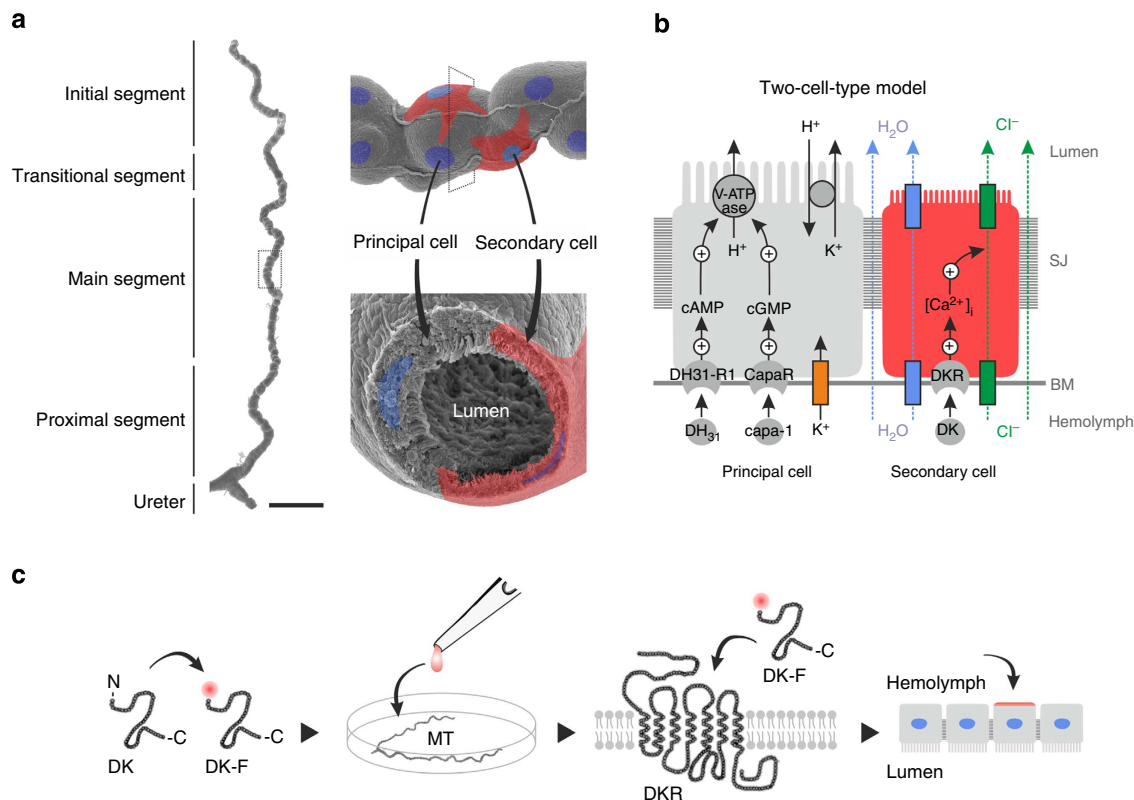 a
Initial segment
Transitional segment
Main segment
Proximal segment
Ureter
Principal cell
Secondary cell
Lumen
b
Two-cell-type model
H⁺
H₂O
Cl⁻
Lumen
V-ATP
ase
H⁺
K⁺
SJ
cAMP
cGMP
[Ca²⁺]ᵢ
DH31-R1
CapaR
DKR
BM
DH₃₁
capa-1
K⁺
H₂O
DK
Cl⁻
Hemolymph
Principal cell
Secondary cell
c
N
-C
DK
-C
DK-F
MT
-C
DK-F
DKR
Hemolymph
Lumen